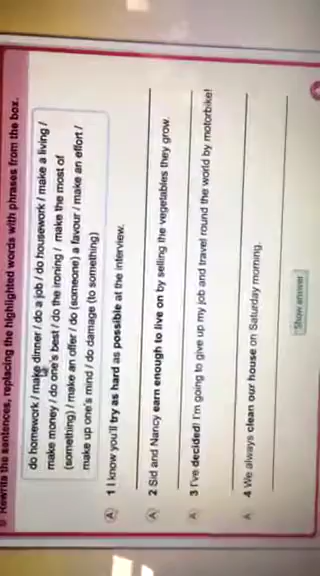 Rewrite the sentences, replacing the highlighted words with phrases from the box.
do homework / make dinner / do a job / do housework / make a living /
make money / do one's best / do the ironing / make the most of
(something) / make an offer / do (someone) a favour / make an effort /
make up one's mind / do damage (to something)
A 1 I know you'll try as hard as possible at the interview.
A 2 Sid and Nancy earn enough to live on by selling the vegetables they grow.
A 3 I've decided! I'm going to give up my job and travel round the world by motorbike!
A 4 We always clean our house on Saturday morning.
Show answer